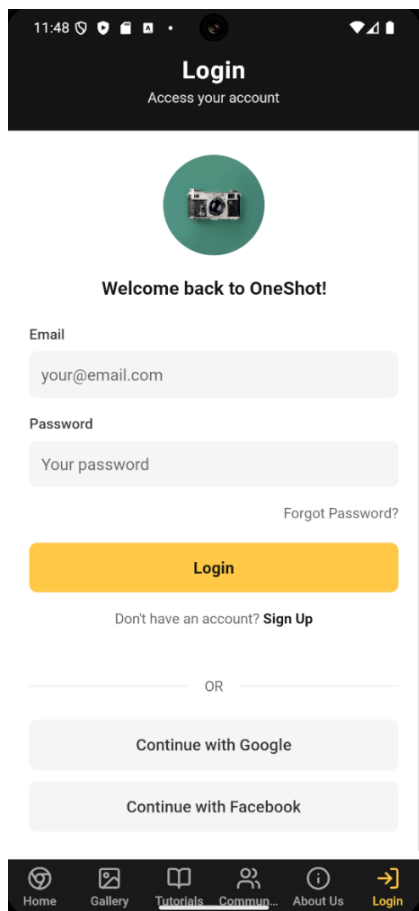 11:48
Login
Access your account
Welcome back to OneShot!
Email
your@email.com
Password
Your password
Forgot Password?
Login
Don't have an account? Sign Up
OR
Continue with Google
Continue with Facebook
Home Gallery Tutorials Commun... About Us Login